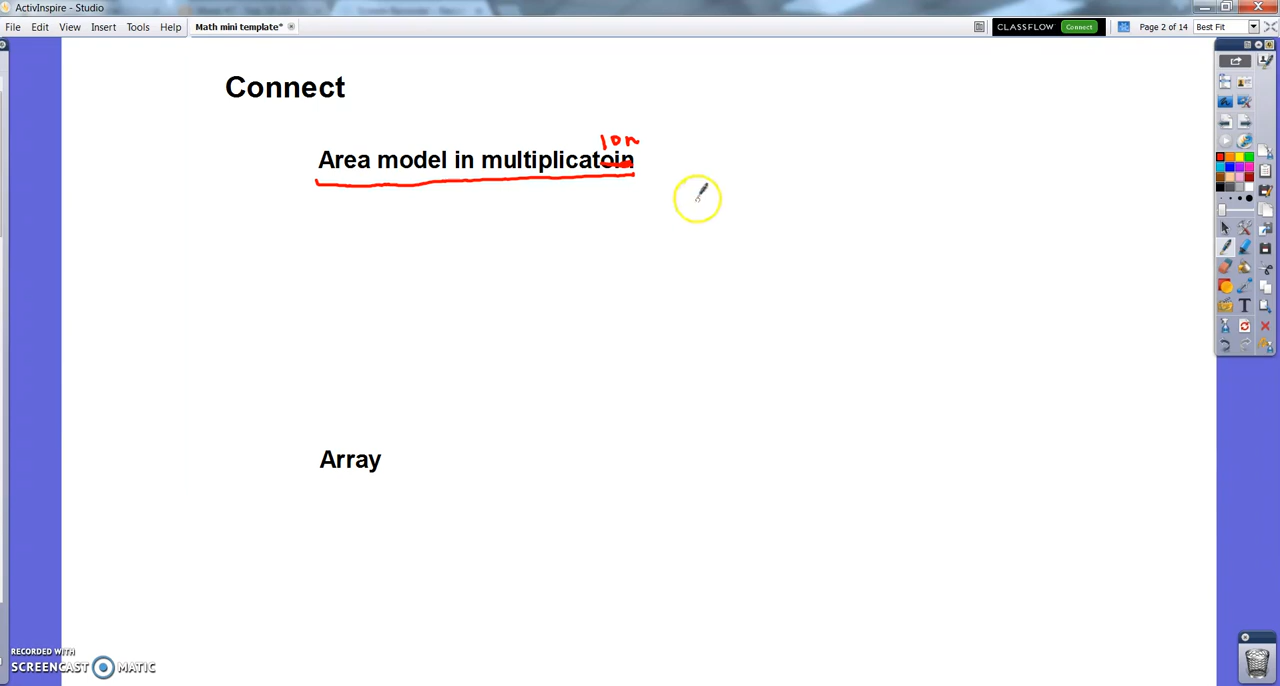 ActivInspire - Studio
File Edit View Insert Tools Help Math mini template* CLASSFLOW Connect Page 2 of 14 Best Fit
Connect
ion
Area model in multiplicatoin
Array
RECORDED WITH
SCREENCAST MATIC